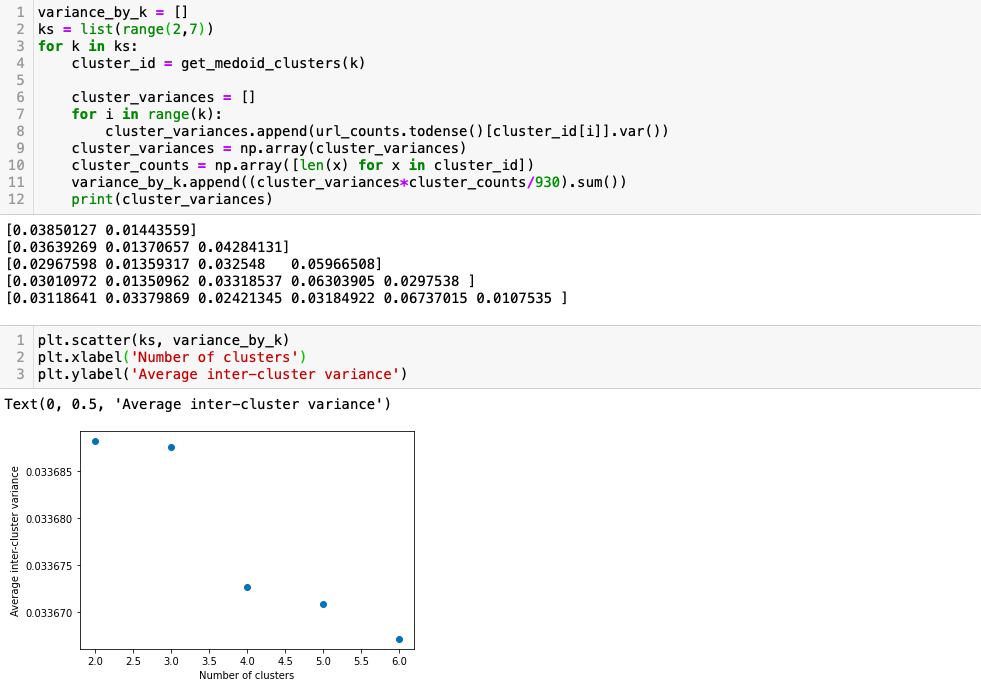 1 variance_by_k = []
2 ks = list(range(2,7))
3 for k in ks:
4     cluster_id = get_medoid_clusters(k)
5
6     cluster_variances = []
7     for i in range(k):
8         cluster_variances.append(url_counts.todense()[cluster_id[i]].var())
9     cluster_variances = np.array(cluster_variances)
10     cluster_counts = np.array([len(x) for x in cluster_id])
11     variance_by_k.append((cluster_variances*cluster_counts/930).sum())
12     print(cluster_variances)
[0.03850127 0.01443559]
[0.03639269 0.01370657 0.04284131]
[0.02967598 0.01359317 0.032548   0.05966508]
[0.03010972 0.01350962 0.03318537 0.06303905 0.0297538 ]
[0.03118641 0.03379869 0.02421345 0.03184922 0.06737015 0.0107535 ]
1 plt.scatter(ks, variance_by_k)
2 plt.xlabel('Number of clusters')
3 plt.ylabel('Average inter-cluster variance')
Text(0, 0.5, 'Average inter-cluster variance')
Average inter-cluster variance
0.033685
0.033680
0.033675
0.033670
2.0 2.5 3.0 3.5 4.0 4.5 5.0 5.5 6.0
Number of clusters